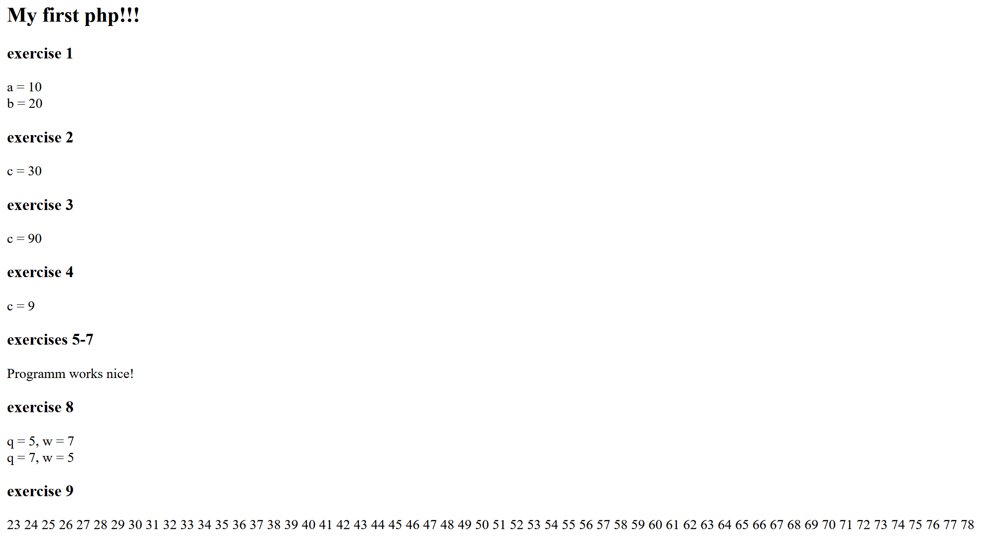 My first php!!!
exercise 1
a = 10
b = 20
exercise 2
c = 30
exercise 3
c = 90
exercise 4
c = 9
exercises 5-7
Programm works nice!
exercise 8
q = 5, w = 7
q = 7, w = 5
exercise 9
23 24 25 26 27 28 29 30 31 32 33 34 35 36 37 38 39 40 41 42 43 44 45 46 47 48 49 50 51 52 53 54 55 56 57 58 59 60 61 62 63 64 65 66 67 68 69 70 71 72 73 74 75 76 77 78